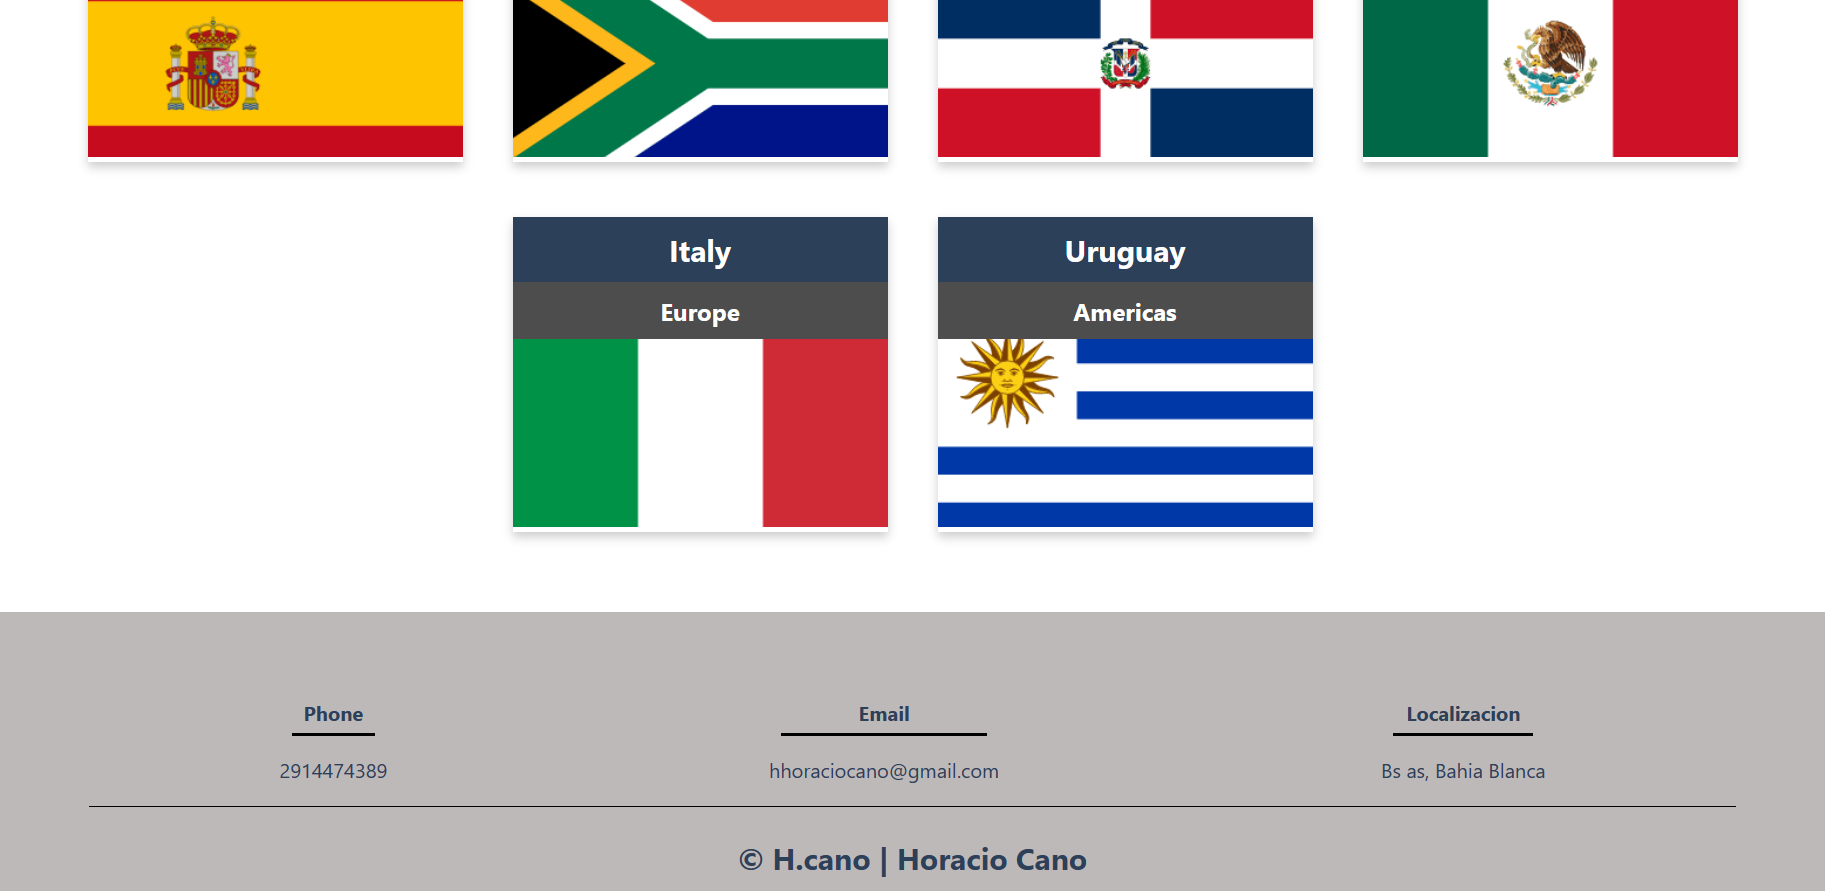 Italy
Uruguay
Europe
Americas
Phone
Email
Localizacion
2914474389
hhoraciocano@gmail.com
Bs as, Bahia Blanca
© H.cano | Horacio Cano